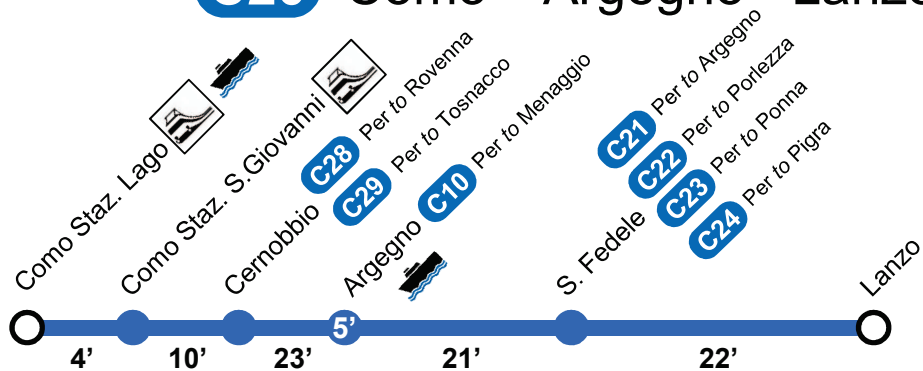 Como Argegno Lanzo
Como Staz. Lago
Como Staz. S.Giovanni
Cernobbio
C28 Per to Rovenna
C29 Per to Tosnacco
Argegno
C10 Per to Menaggio
S. Fedele
C21 Per to Argegno
C22 Per to Porlezza
C23 Per to Ponna
C24 Per to Pigra
Lanzo
5’
4’ 10’ 23’ 21’ 22’